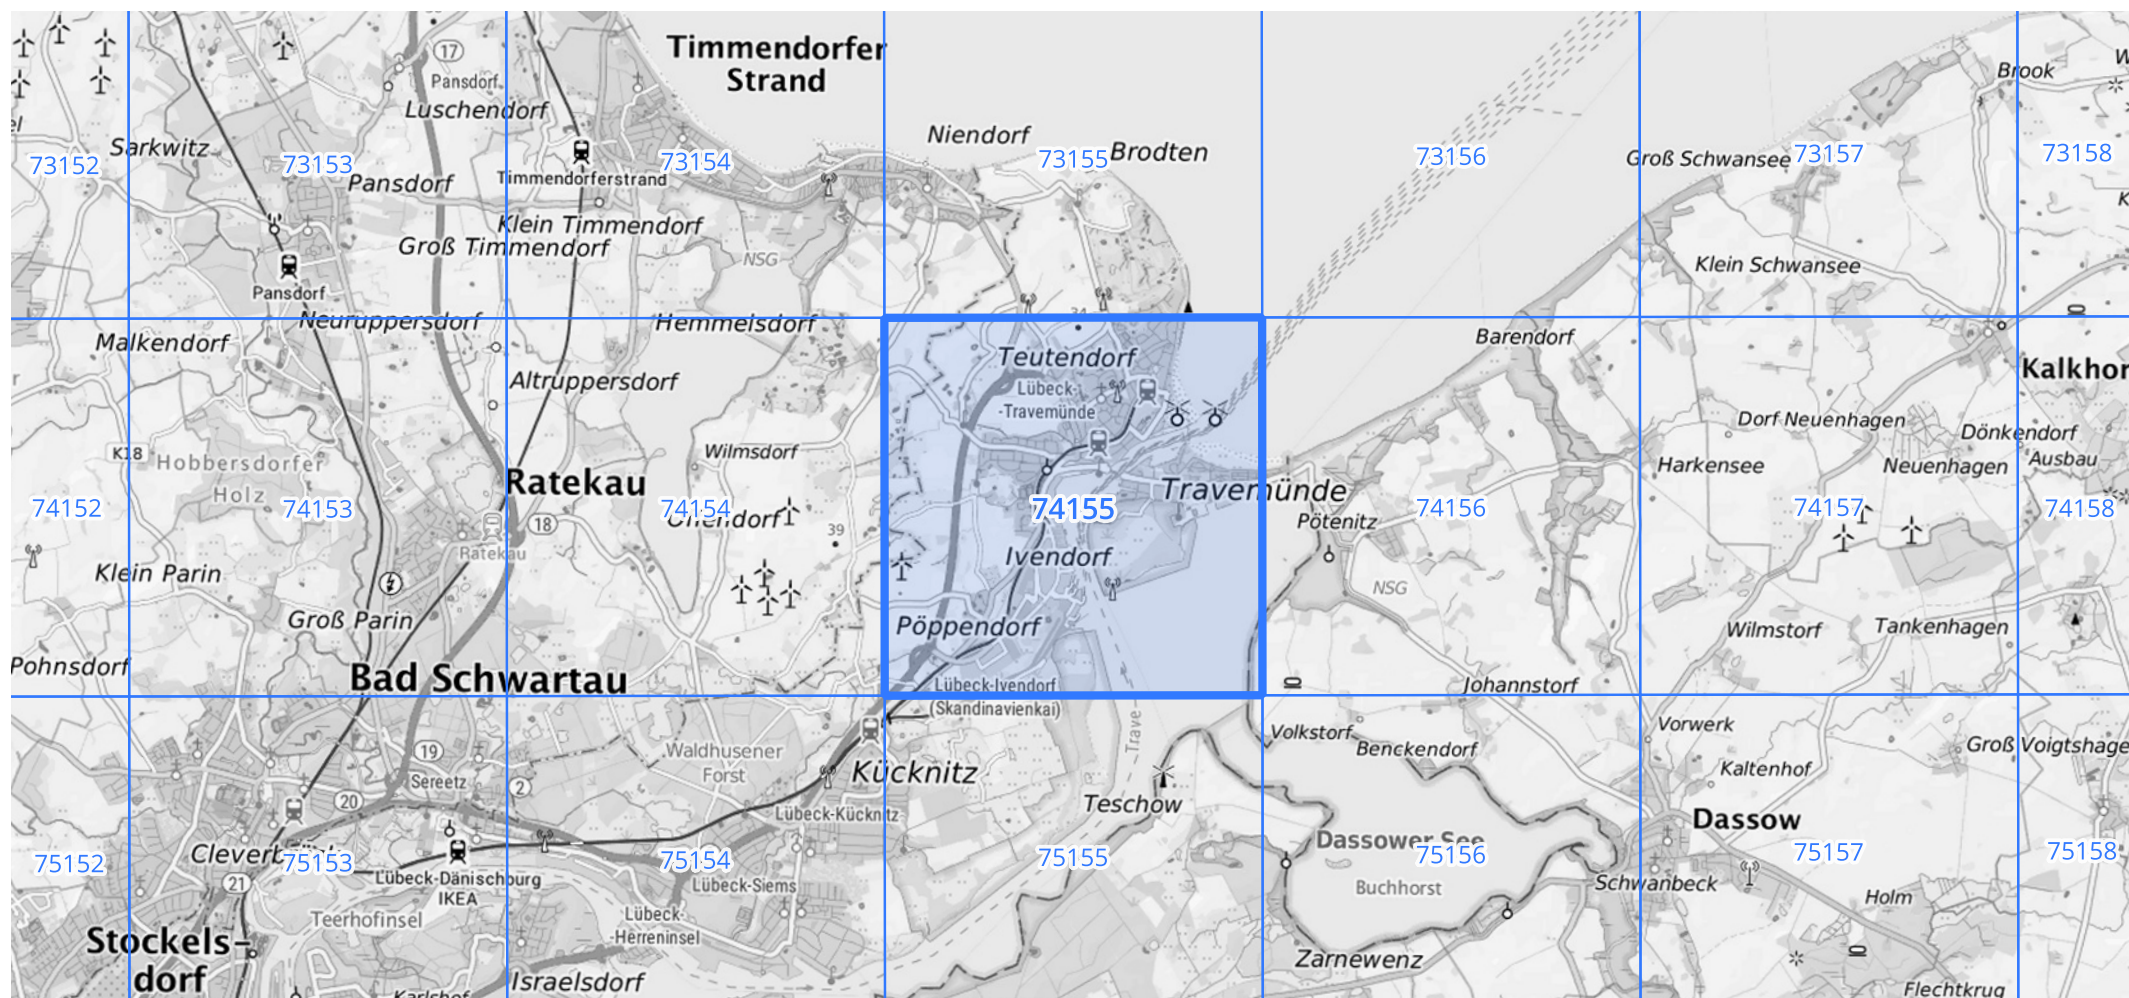 Timmendorfer
Strand
17
Pansdorf
Luschendorf
Brook
Sarkwitz
Niendorf
Brodten
Groß Schwansee
73152
73153
73154
73155
73156
73157
73158
Pansdorf
Timmendorferstrand
Klein Timmendorf
Groß Timmendorf
NSG
Klein Schwansee
Pansdorf
Neuruppersdorf
Hemmelsdorf
34
Malkendorf
Teutendorf
Barendorf
Altruppersdorf
Lübeck-
-Travemünde
Kalkhor
K18
Hobbersdorfer
Holz
Wilmsdorf
Dorf Neuenhagen
Dönkendorf
Ausbau
Harkensee
Neuenhagen
Ratekau
Travemünde
74152
74153
74154
74155
74156
74157
74158
Offendorf
Pötenitz
18
39
Ratekau
Klein Parin
Ivendorf
NSG
Groß Parin
Pöppendorf
Wilmstorf
Tankenhagen
Pohnsdorf
Bad Schwartau
Lübeck-Ivendorf
(Skandinavienkai)
Johannstorf
Trave
Volkstorf
Vorwerk
19
Waldhusener
Forst
Benckendorf
Groß Voigtshage
Sereetz
2
Kücknitz
Kaltenhof
20
Lübeck-Kücknitz
Teschow
Dassow
Dassower See
Cleverbrück
75152
75153
75154
75155
75156
75157
75158
21
Lübeck-Dänischburg
IKEA
Lübeck-Siems
Buchhorst
Schwanbeck
Holm
Teerhofinsel
Lübeck-
-Herreninsel
Stockels-
dorf
Zarnewenz
Israelsdorf
Karlshof
Flechtkrug